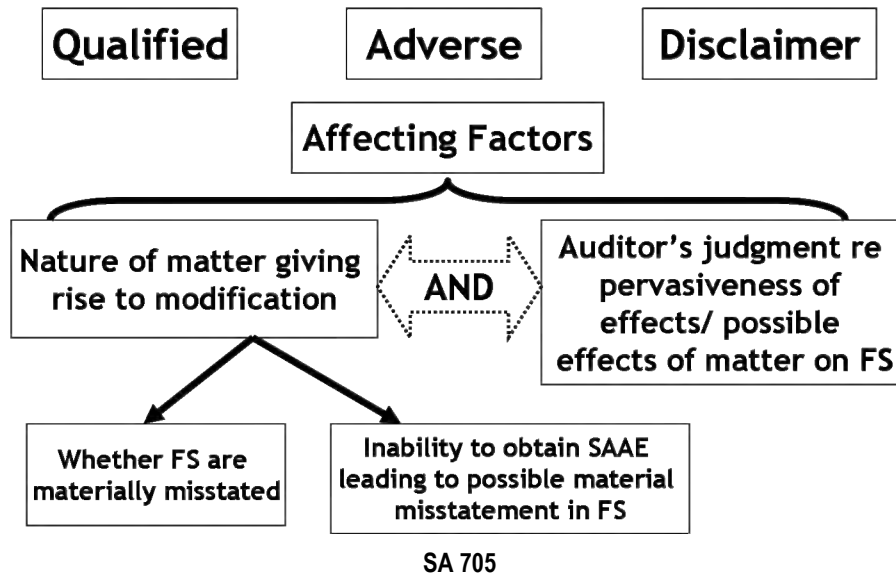 Qualified
Adverse
Disclaimer
Affecting Factors
Nature of matter giving
rise to modification
AND
Auditor's judgment re
pervasiveness of
effects/ possible
effects of matter on FS
Whether FS are
materially misstated
Inability to obtain SAAE
leading to possible material
misstatement in FS
SA 705